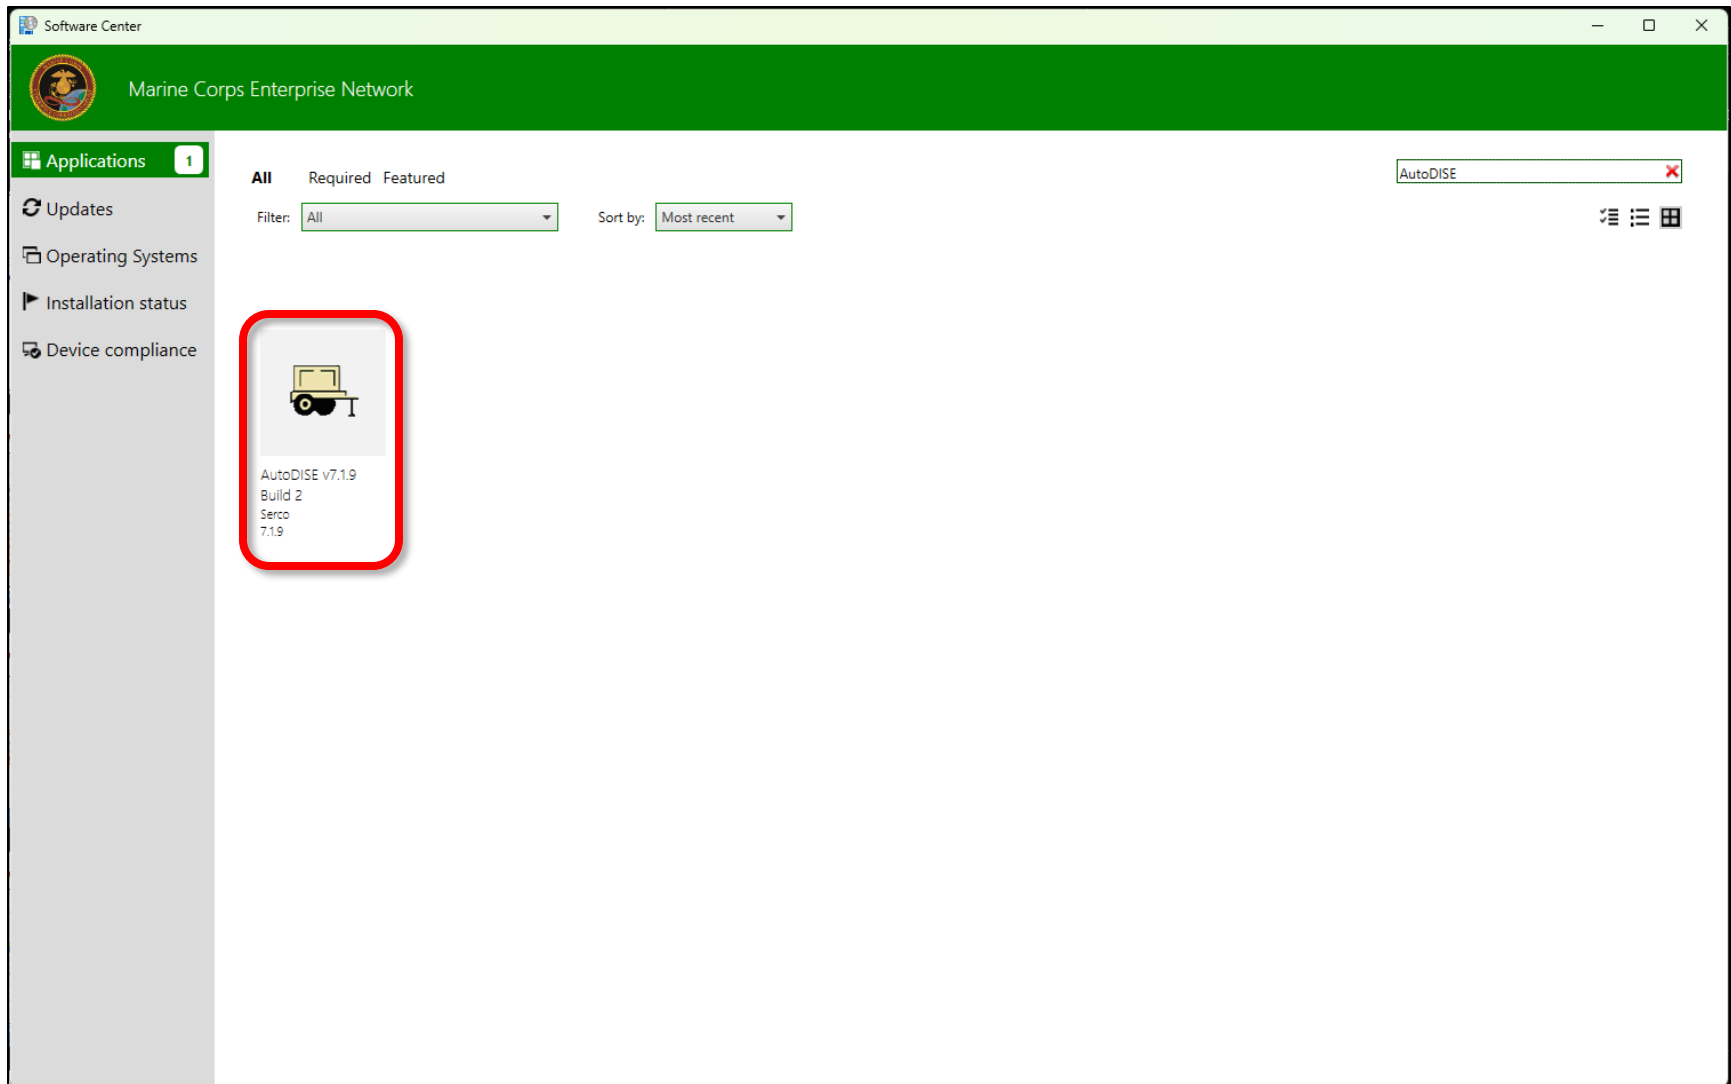 Software Center
Marine Corps Enterprise Network
Applications 1
Updates
Operating Systems
Installation status
Device compliance
All Required Featured
AutoDISE
Filter: All Sort by: Most recent
AutoDISE v7.1.9
Build 2
Serco
7.1.9